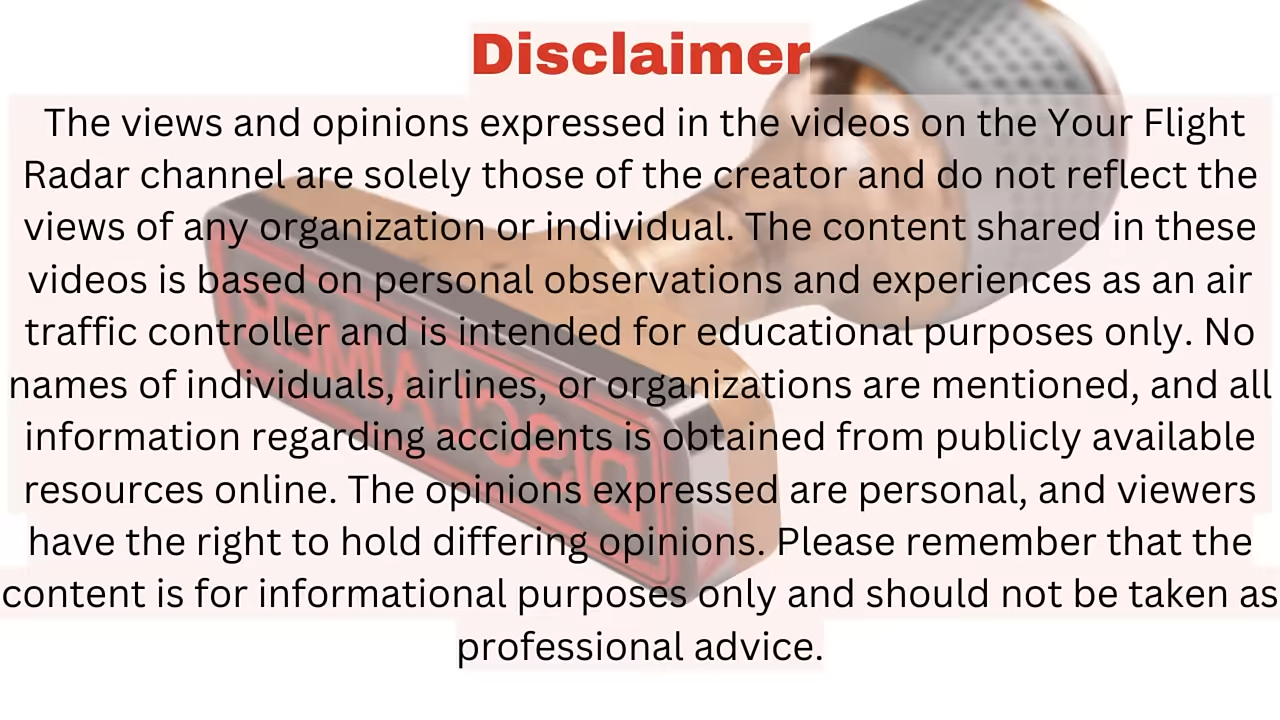 Disclaimer
The views and opinions expressed in the videos on the Your Flight
Radar channel are solely those of the creator and do not reflect the
views of any organization or individual. The content shared in these
videos is based on personal observations and experiences as an air
traffic controller and is intended for educational purposes only. No
names of individuals, airlines, or organizations are mentioned, and all
information regarding accidents is obtained from publicly available
resources online. The opinions expressed are personal, and viewers
have the right to hold differing opinions. Please remember that the
content is for informational purposes only and should not be taken as
professional advice.
DISCLAIMER